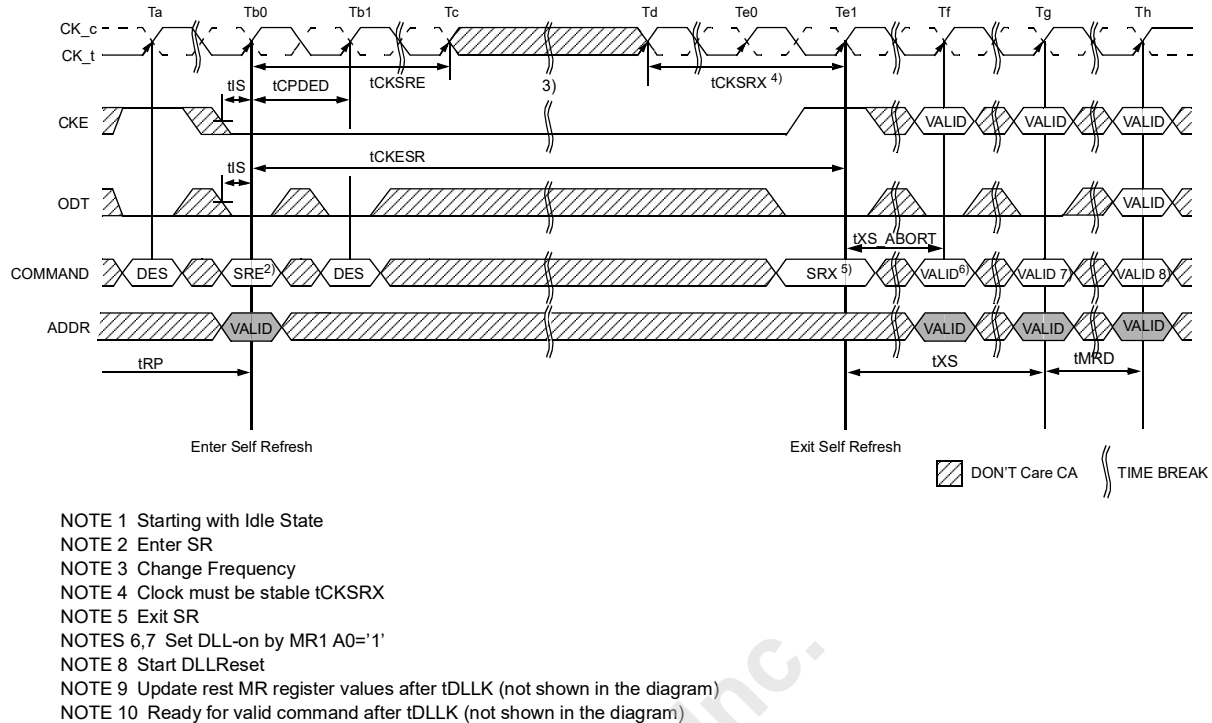 Ta Tb0 Tb1 Tc Td Te0 Te1 Tf Tg Th
CK_c
CK_t
tIS tCPDED tCKSRE 3) tCKSRX 4)
CKE VALID VALID VALID
tIS tCKESR
ODT VALID
tXS_ABORT
COMMAND DES SRE2) DES SRX 5) VALID6) VALID 7) VALID 8)
ADDR VALID VALID VALID VALID
tRP tXS tMRD
Enter Self Refresh Exit Self Refresh
DON'T Care CA TIME BREAK
NOTE 1 Starting with Idle State
NOTE 2 Enter SR
NOTE 3 Change Frequency
NOTE 4 Clock must be stable tCKSRX
NOTE 5 Exit SR
NOTES 6,7 Set DLL-on by MR1 A0='1'
NOTE 8 Start DLLReset
NOTE 9 Update rest MR register values after tDLLK (not shown in the diagram)
NOTE 10 Ready for valid command after tDLLK (not shown in the diagram)
nc.